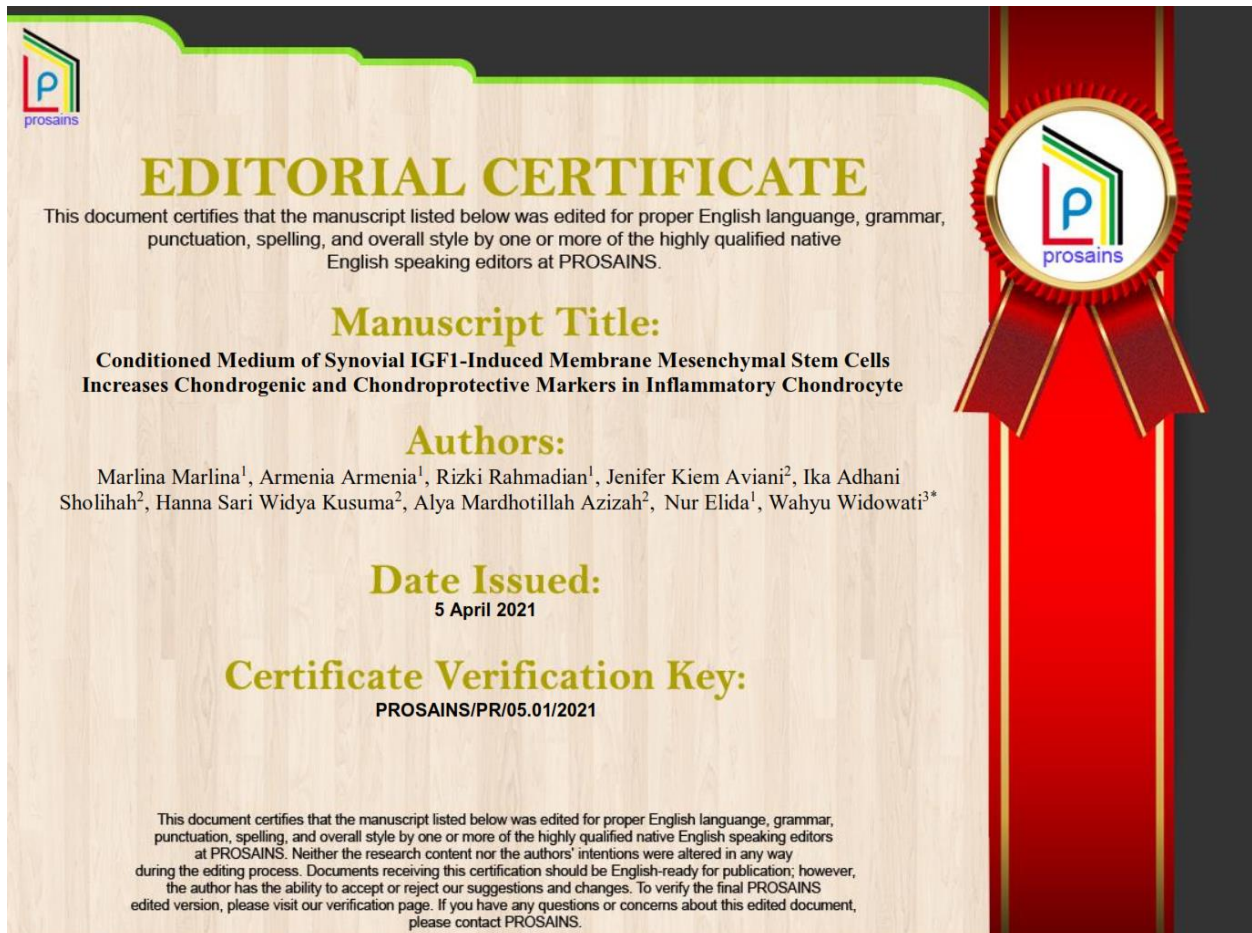 P
prosains
EDITORIAL CERTIFICATE
This document certifies that the manuscript listed below was edited for proper English languange, grammar,
punctuation, spelling, and overall style by one or more of the highly qualified native
English speaking editors at PROSAINS.
P
prosains
Manuscript Title:
Conditioned Medium of Synovial IGF1-Induced Membrane Mesenchymal Stem Cells
Increases Chondrogenic and Chondroprotective Markers in Inflammatory Chondrocyte
Authors:
Marlina Marlina¹, Armenia Armenia¹, Rizki Rahmadian¹, Jenifer Kiem Aviani², Ika Adhani
Sholihah², Hanna Sari Widya Kusuma², Alya Mardhotillah Azizah², Nur Elida¹, Wahyu Widowati³*
Date Issued:
5 April 2021
Certificate Verification Key:
PROSAINS/PR/05.01/2021
This document certifies that the manuscript listed below was edited for proper English languange, grammar,
punctuation, spelling, and overall style by one or more of the highly qualified native English speaking editors
at PROSAINS. Neither the research content nor the authors' intentions were altered in any way
during the editing process. Documents receiving this certification should be English-ready for publication; however,
the author has the ability to accept or reject our suggestions and changes. To verify the final PROSAINS
edited version, please visit our verification page. If you have any questions or concerns about this edited document,
please contact PROSAINS.